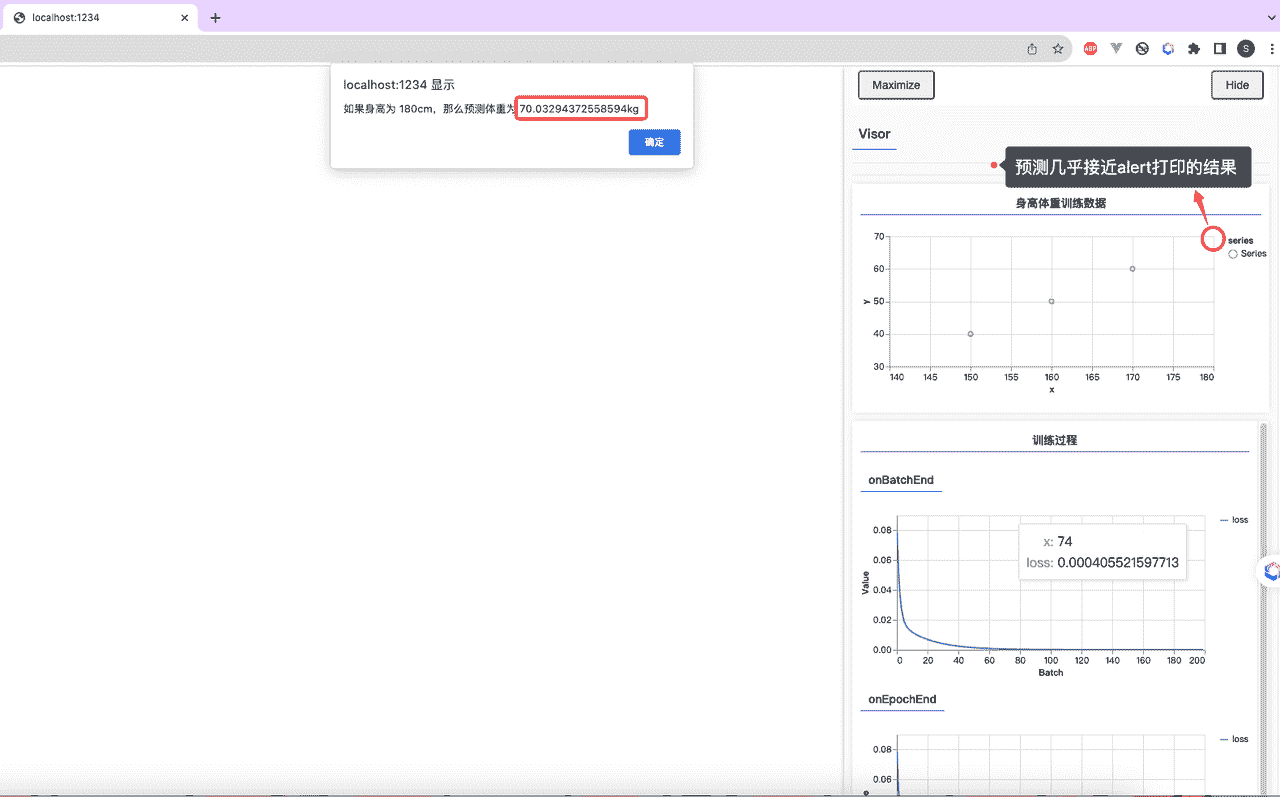 localhost:1234
ABP
S
localhost:1234 显示
如果身高为 180cm，那么预测体重为 70.03294372558594kg
确定
Maximize
Hide
Visor
预测几乎接近alert打印的结果
身高体重训练数据
70
60
50
40
30
y
140 145 150 155 160 165 170 175 180
x
series
Series
训练过程
onBatchEnd
0.08
0.06
0.04
0.02
0.00
Value
0 20 40 60 80 100 120 140 160 180 200
Batch
loss
x: 74
loss: 0.000405521597713
onEpochEnd
0.08
0.06
loss